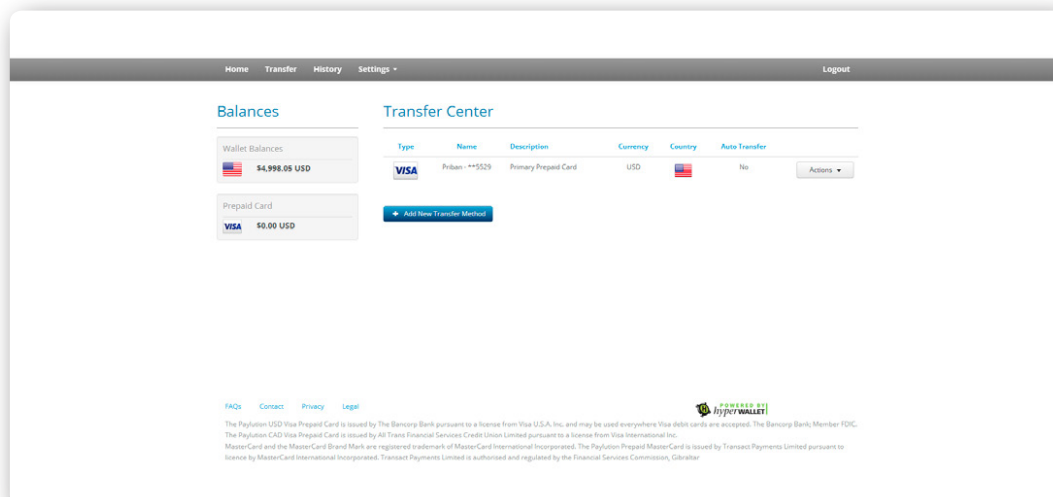 Home Transfer History Settings Logout
Balances
Transfer Center
Wallet Balances
$4,998.05 USD
Prepaid Card
VISA $0.00 USD
Type Name Description Currency Country Auto Transfer
VISA Priban - **5529 Primary Prepaid Card USD No Actions
Add New Transfer Method
FAQs Contact Privacy Legal
POWERED BY
hyperWALLET
The Paylution USD Visa Prepaid Card is issued by The Bancorp Bank pursuant to a license from Visa U.S.A. Inc. and may be used everywhere Visa debit cards are accepted. The Bancorp Bank; Member FDIC.
The Paylution CAD Visa Prepaid Card is issued by All Trans Financial Services Credit Union Limited pursuant to a license from Visa International Inc.
MasterCard and the MasterCard Brand Mark are registered trademark of MasterCard International Incorporated. The Paylution Prepaid MasterCard is issued by Transact Payments Limited pursuant to
licence by MasterCard International Incorporated. Transact Payments Limited is authorised and regulated by the Financial Services Commission, Gibraltar